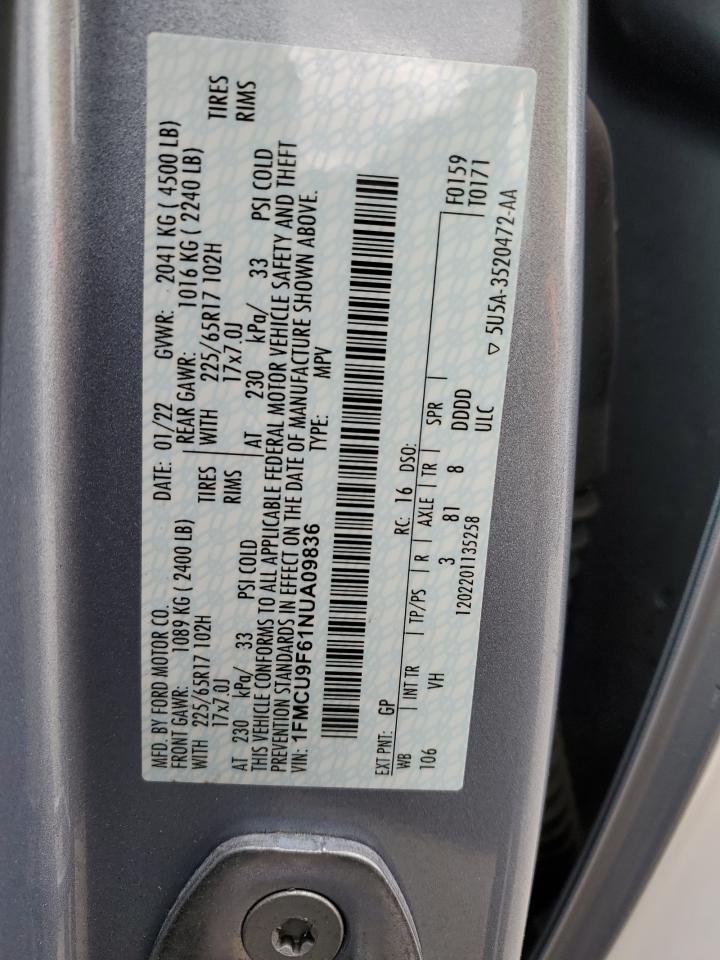 MFD. BY FORD MOTOR CO. DATE: 01/22 GVWR: 2041 KG ( 4500 LB)
FRONT GAWR: 1089 KG ( 2400 LB) REAR GAWR: 1016 KG ( 2240 LB)
WITH 225/65R17 102H TIRES WITH 225/65R17 102H TIRES
17x7.0J RIMS 17x7.0J RIMS
AT 230 kPa/ 33 PSI COLD AT 230 kPa/ 33 PSI COLD
THIS VEHICLE CONFORMS TO ALL APPLICABLE FEDERAL MOTOR VEHICLE SAFETY AND THEFT
PREVENTION STANDARDS IN EFFECT ON THE DATE OF MANUFACTURE SHOWN ABOVE.
VIN: 1FMCU9F61NUA09836 TYPE: MPV
EXT PNT: GP RC: 16 DSO: F0159
WB INT TR TP/PS R AXLE TR SPR T0171
106 VH 3 81 8 DDDD
ULC
1202201135258 ▽ 5U5A-3520472-AA